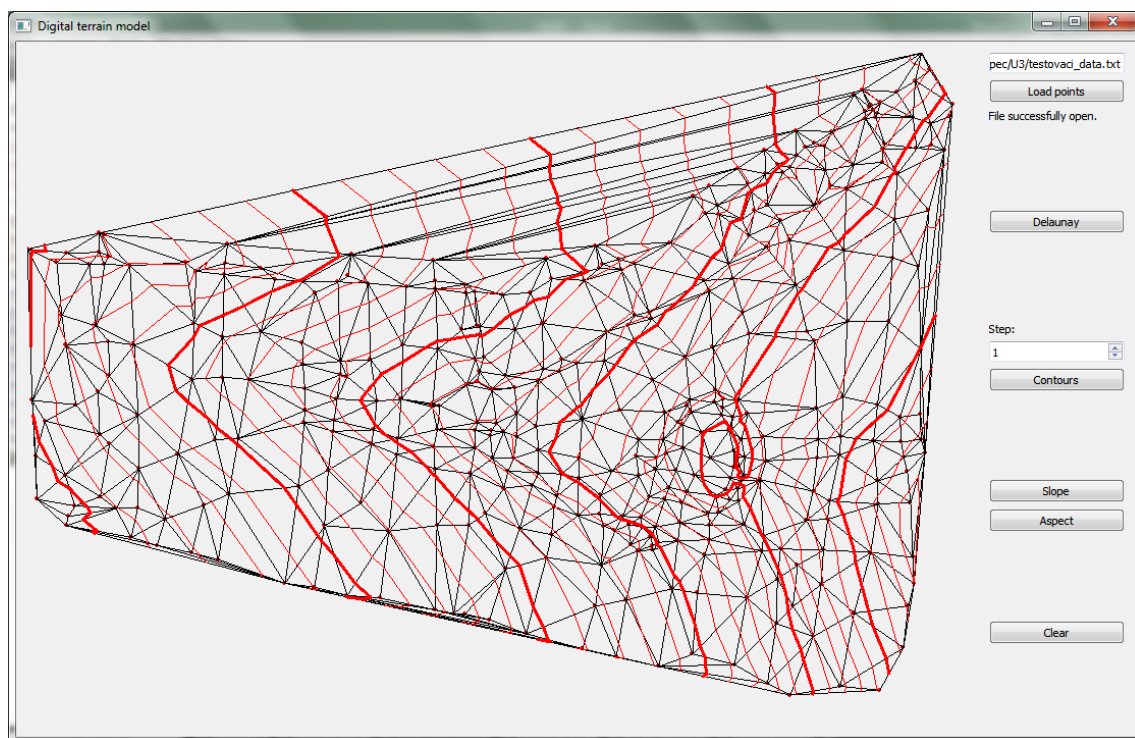 Digital terrain model
pec/U3/testovaci_data.txt
Load points
File successfully open.
Delaunay
Step:
1
Contours
Slope
Aspect
Clear